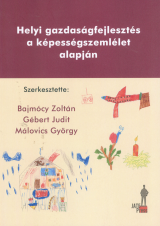 Helyi gazdaságfejlesztés
a képességszemlélet
alapján
Szerkesztette:
Bajmócy Zoltán
Gébert Judit
Málovics György